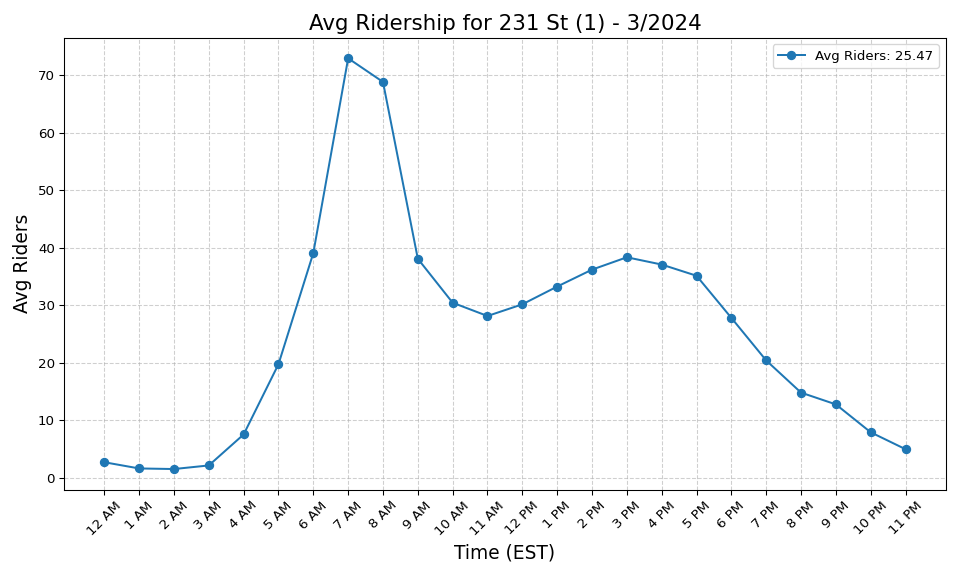 Avg Ridership for 231 St (1) - 3/2024
Avg Riders: 25.47
Avg Riders
70
60
50
40
30
20
10
0
12 AM
1 AM
2 AM
3 AM
4 AM
5 AM
6 AM
7 AM
8 AM
9 AM
10 AM
11 AM
12 PM
1 PM
2 PM
3 PM
4 PM
5 PM
6 PM
7 PM
8 PM
9 PM
10 PM
11 PM
Time (EST)